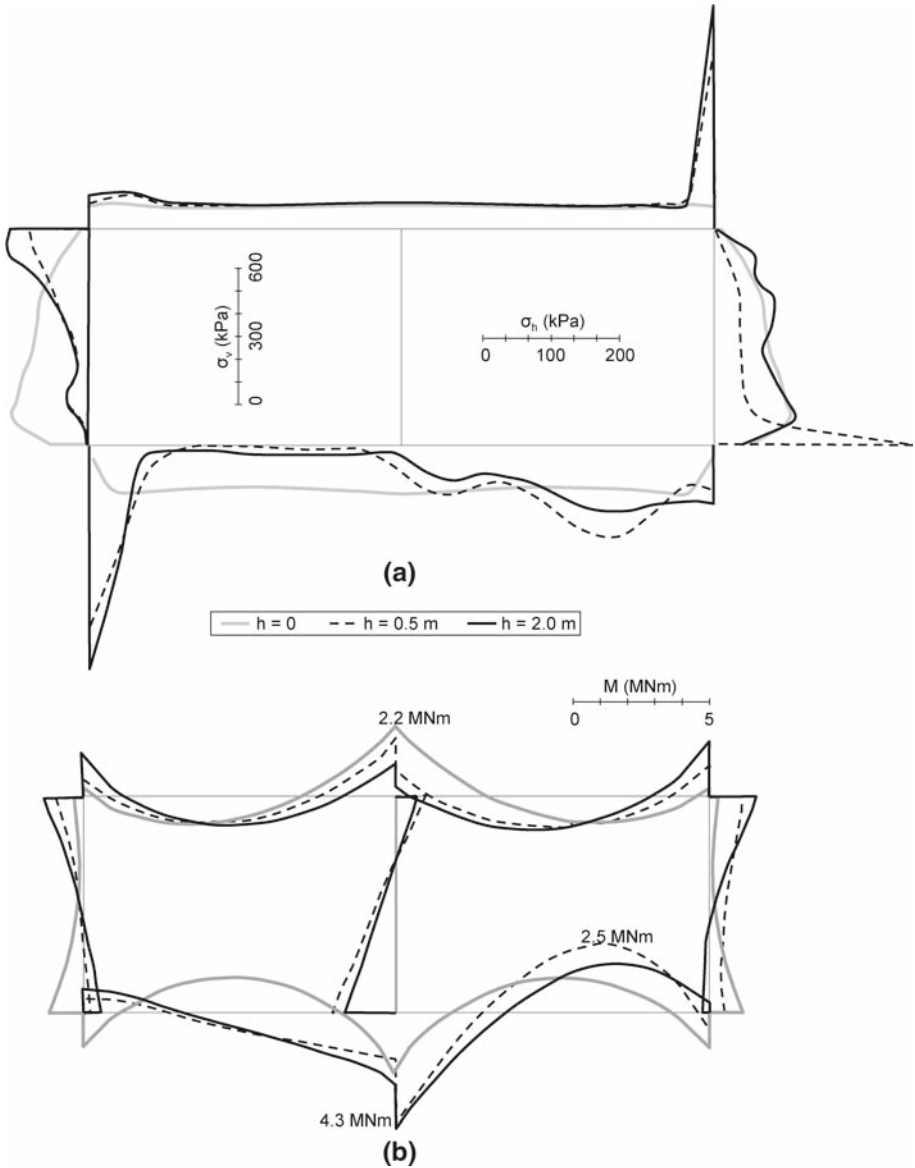 σv (kPa)
0 300 600
σh (kPa)
0 100 200
(a)
h = 0 h = 0.5 m h = 2.0 m
M (MNm)
0 5
2.2 MNm
2.5 MNm
4.3 MNm
(b)